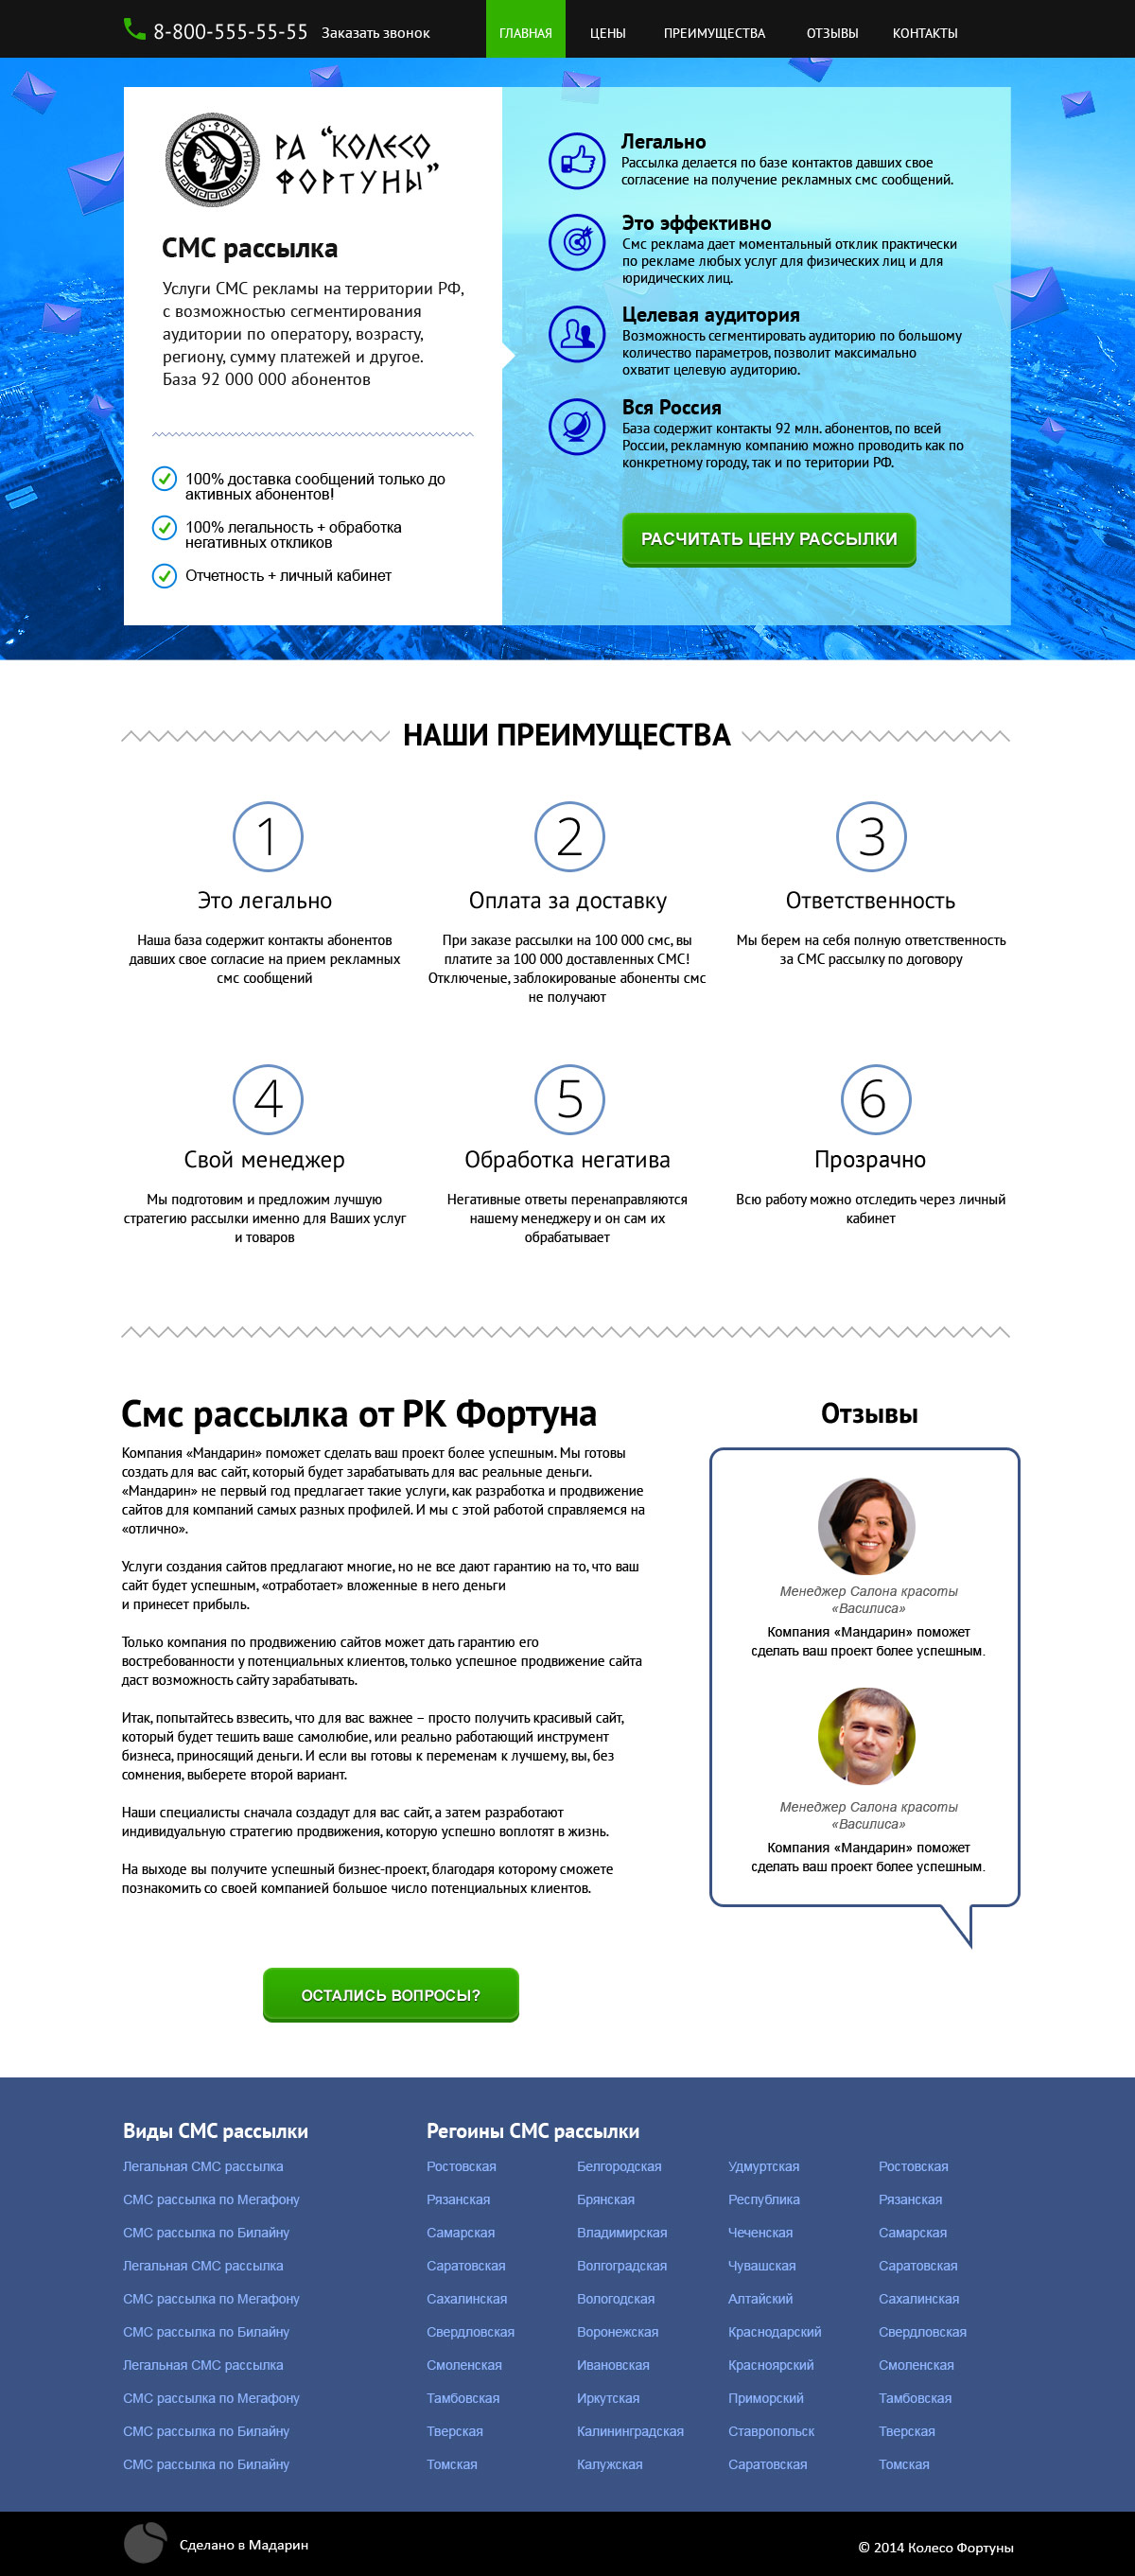 8-800-555-55-55 Заказать звонок
ГЛАВНАЯ ЦЕНЫ ПРЕИМУЩЕСТВА ОТЗЫВЫ КОНТАКТЫ
РА “КОЛЕСО
ФОРТУНЫ”
СМС рассылка
Услуги СМС рекламы на территории РФ,
с возможностью сегментирования
аудитории по оператору, возрасту,
региону, сумму платежей и другое.
База 92 000 000 абонентов
100% доставка сообщений только до
активных абонентов!
100% легальность + обработка
негативных откликов
Отчетность + личный кабинет
Легально
Рассылка делается по базе контактов давших свое
согласение на получение рекламных смс сообщений.
Это эффективно
Смс реклама дает моментальный отклик практически
по рекламе любых услуг для физических лиц и для
юридических лиц.
Целевая аудитория
Возможность сегментировать аудиторию по большому
количество параметров, позволит максимально
охватит целевую аудиторию.
Вся Россия
База содержит контакты 92 млн. абонентов, по всей
России, рекламную компанию можно проводить как по
конкретному городу, так и по територии РФ.
РАСЧИТАТЬ ЦЕНУ РАССЫЛКИ
НАШИ ПРЕИМУЩЕСТВА
1
Это легально
Наша база содержит контакты абонентов
давших свое согласие на прием рекламных
смс сообщений
2
Оплата за доставку
При заказе рассылки на 100 000 смс, вы
платите за 100 000 доставленных СМС!
Отключеные, заблокированые абоненты смс
не получают
3
Ответственность
Мы берем на себя полную ответственность
за СМС рассылку по договору
4
Свой менеджер
Мы подготовим и предложим лучшую
стратегию рассылки именно для Ваших услуг
и товаров
5
Обработка негатива
Негативные ответы перенаправляются
нашему менеджеру и он сам их
обрабатывает
6
Прозрачно
Всю работу можно отследить через личный
кабинет
Смс рассылка от РК Фортуна
Компания «Мандарин» поможет сделать ваш проект более успешным. Мы готовы
создать для вас сайт, который будет зарабатывать для вас реальные деньги.
«Мандарин» не первый год предлагает такие услуги, как разработка и продвижение
сайтов для компаний самых разных профилей. И мы с этой работой справляемся на
«отлично».
Услуги создания сайтов предлагают многие, но не все дают гарантию на то, что ваш
сайт будет успешным, «отработает» вложенные в него деньги
и принесет прибыль.
Только компания по продвижению сайтов может дать гарантию его
востребованности у потенциальных клиентов, только успешное продвижение сайта
даст возможность сайту зарабатывать.
Итак, попытайтесь взвесить, что для вас важнее – просто получить красивый сайт,
который будет тешить ваше самолюбие, или реально работающий инструмент
бизнеса, приносящий деньги. И если вы готовы к переменам к лучшему, вы, без
сомнения, выберете второй вариант.
Наши специалисты сначала создадут для вас сайт, а затем разработают
индивидуальную стратегию продвижения, которую успешно воплотят в жизнь.
На выходе вы получите успешный бизнес-проект, благодаря которому сможете
познакомить со своей компанией большое число потенциальных клиентов.
ОСТАЛИСЬ ВОПРОСЫ?
Отзывы
Менеджер Салона красоты
«Василиса»
Компания «Мандарин» поможет
сделать ваш проект более успешным.
Менеджер Салона красоты
«Василиса»
Компания «Мандарин» поможет
сделать ваш проект более успешным.
Виды СМС рассылки
Легальная СМС рассылка
СМС рассылка по Мегафону
СМС рассылка по Билайну
Легальная СМС рассылка
СМС рассылка по Мегафону
СМС рассылка по Билайну
Легальная СМС рассылка
СМС рассылка по Мегафону
СМС рассылка по Билайну
СМС рассылка по Билайну
Регоины СМС рассылки
Ростовская Белгородская Удмуртская Ростовская
Рязанская Брянская Республика Рязанская
Самарская Владимирская Чеченская Самарская
Саратовская Волгоградская Чувашская Саратовская
Сахалинская Вологодская Алтайский Сахалинская
Свердловская Воронежская Краснодарский Свердловская
Смоленская Ивановская Красноярский Смоленская
Тамбовская Иркутская Приморский Тамбовская
Тверская Калининградская Ставропольск Тверская
Томская Калужская Саратовская Томская
Сделано в Мадарин
© 2014 Колесо Фортуны